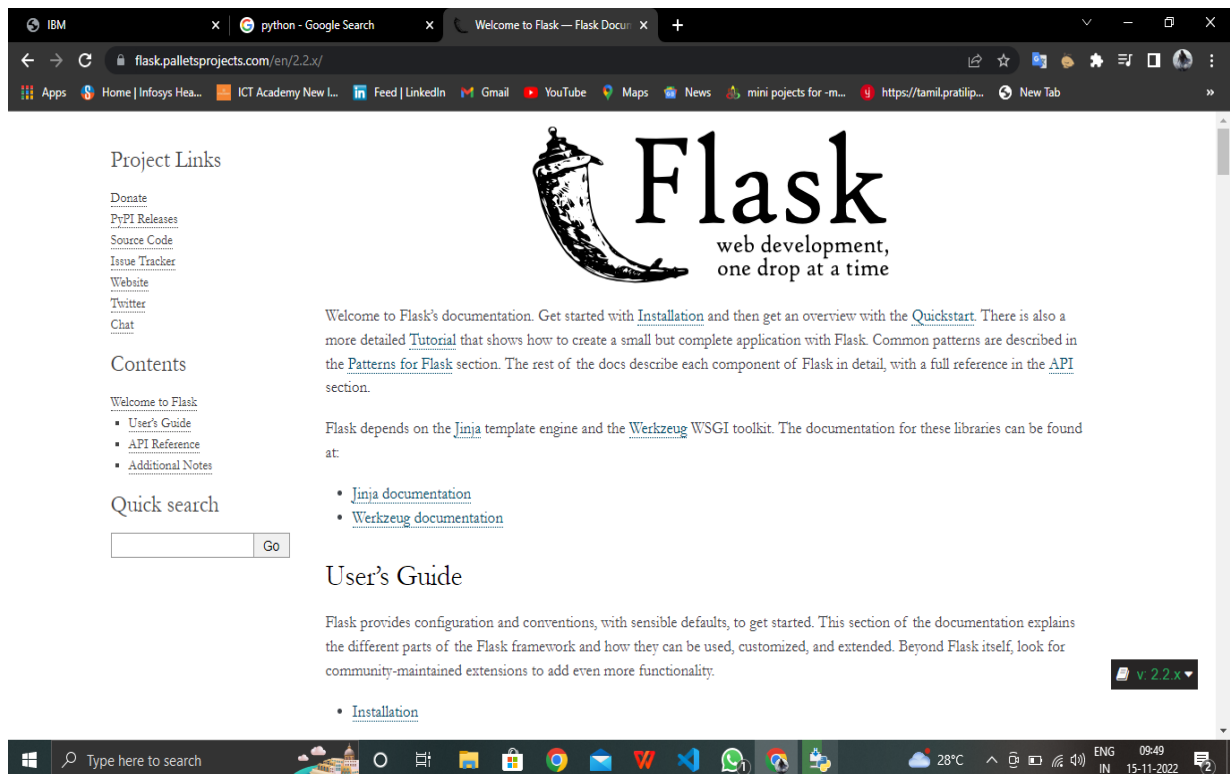 IBM
python - Google Search
Welcome to Flask — Flask Docun
flask.palletsprojects.com/en/2.2.x/
Apps
Home | Infosys Hea...
ICT Academy New I...
Feed | LinkedIn
Gmail
YouTube
Maps
News
mini pojects for -m...
https://tamil.pratilip...
New Tab
»
Project Links
Donate
PyPI Releases
Source Code
Issue Tracker
Website
Twitter
Chat
Contents
Welcome to Flask
User's Guide
API Reference
Additional Notes
Quick search
Go
Flask
web development,
one drop at a time
Welcome to Flask's documentation. Get started with Installation and then get an overview with the Quickstart. There is also a
more detailed Tutorial that shows how to create a small but complete application with Flask. Common patterns are described in
the Patterns for Flask section. The rest of the docs describe each component of Flask in detail, with a full reference in the API
section.
Flask depends on the Jinja template engine and the Werkzeug WSGI toolkit. The documentation for these libraries can be found
at:
Jinja documentation
Werkzeug documentation
User's Guide
Flask provides configuration and conventions, with sensible defaults, to get started. This section of the documentation explains
the different parts of the Flask framework and how they can be used, customized, and extended. Beyond Flask itself, look for
community-maintained extensions to add even more functionality.
Installation
v: 2.2.x
Type here to search
28°C
ENG
IN
09:49
15-11-2022
2